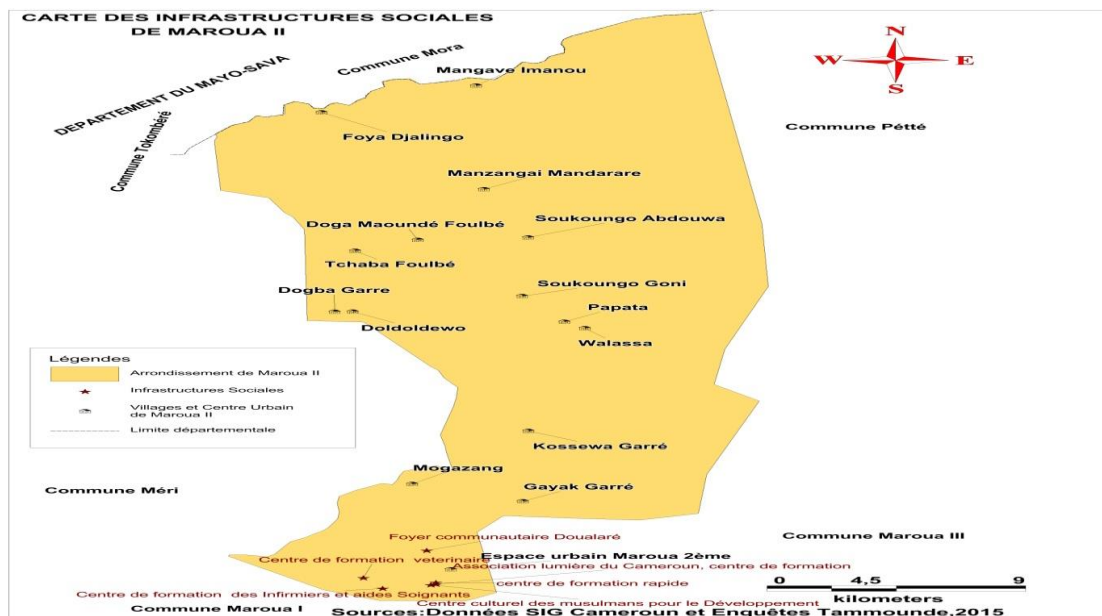 CARTE DES INFRASTRUCTURES SOCIALES
DE MAROUA II
Commune Mora
DEPARTEMENT DU MAYO-SAVA
Commune Tokombéré
Mangave Imanou
N
W E
S
Commune Pétté
Foya Djalingo
Manzangai Mandarare
Doga Maoundé Foulbé
Soukoungo Abdouwa
Tchaba Foulbé
Soukoungo Goni
Dogba Garre
Papata
Doldoldewo
Walassa
Légendes
Arrondissement de Maroua II
Infrastructures Sociales
Villages et Centre Urbain
de Maroua II
Limite départementale
Kossewa Garré
Mogazang
Commune Méri
Gayak Garré
Foyer communautaire Doualaré
Commune Maroua III
Espace urbain Maroua 2ème
Centre de formation veterinaire
Association lumière du Cameroun, centre de formation
centre de formation rapide
0 4,5 9
kilometers
Centre de formation des Infirmiers et aides Soignants
Centre culturel des musulmans pour le Développement
Commune Maroua I
Sources:Données SIG Cameroun et Enquêtes Tammounde,2015